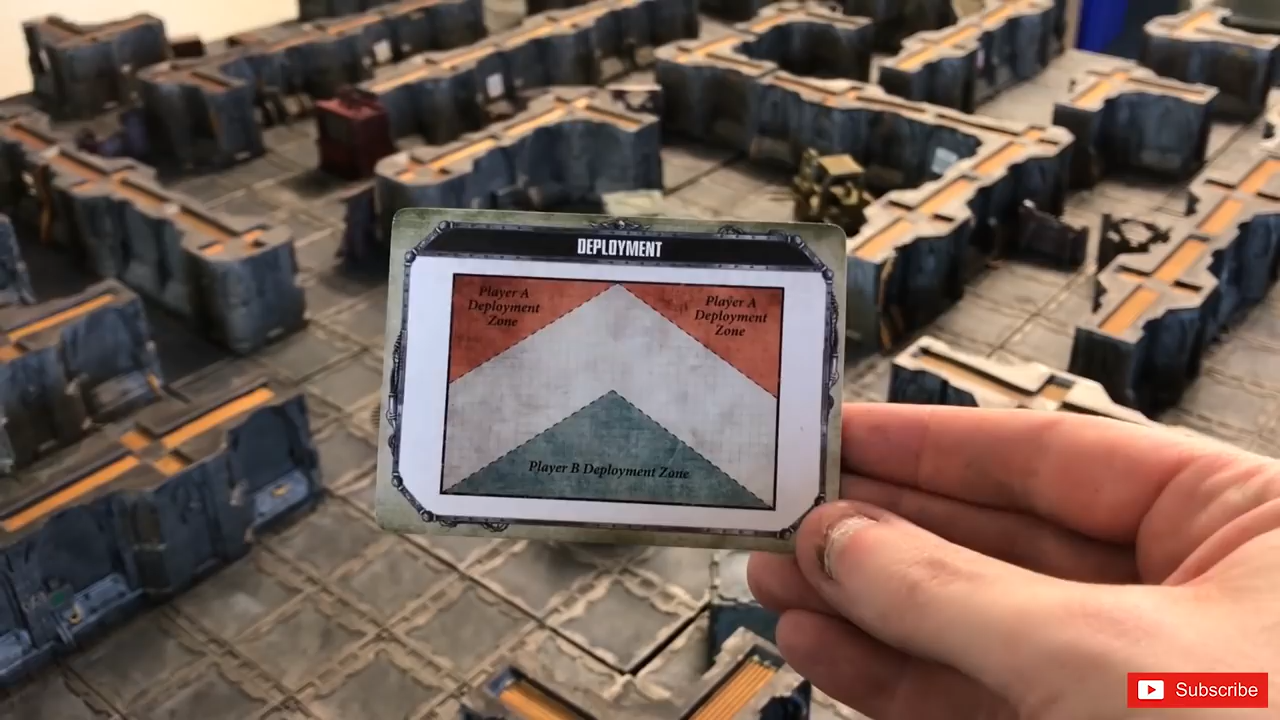 DEPLOYMENT
Player A
Deployment
Zone
Player A
Deployment
Zone
Player B Deployment Zone
Subscribe